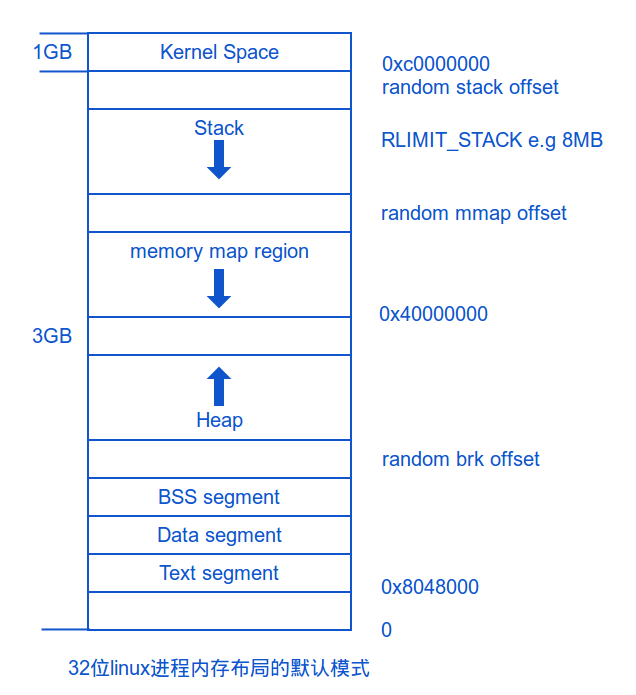 1GB
Kernel Space
0xc0000000
random stack offset
Stack
RLIMIT_STACK e.g 8MB
random mmap offset
memory map region
0x40000000
3GB
Heap
random brk offset
BSS segment
Data segment
Text segment
0x8048000
0
32位linux进程内存布局的默认模式